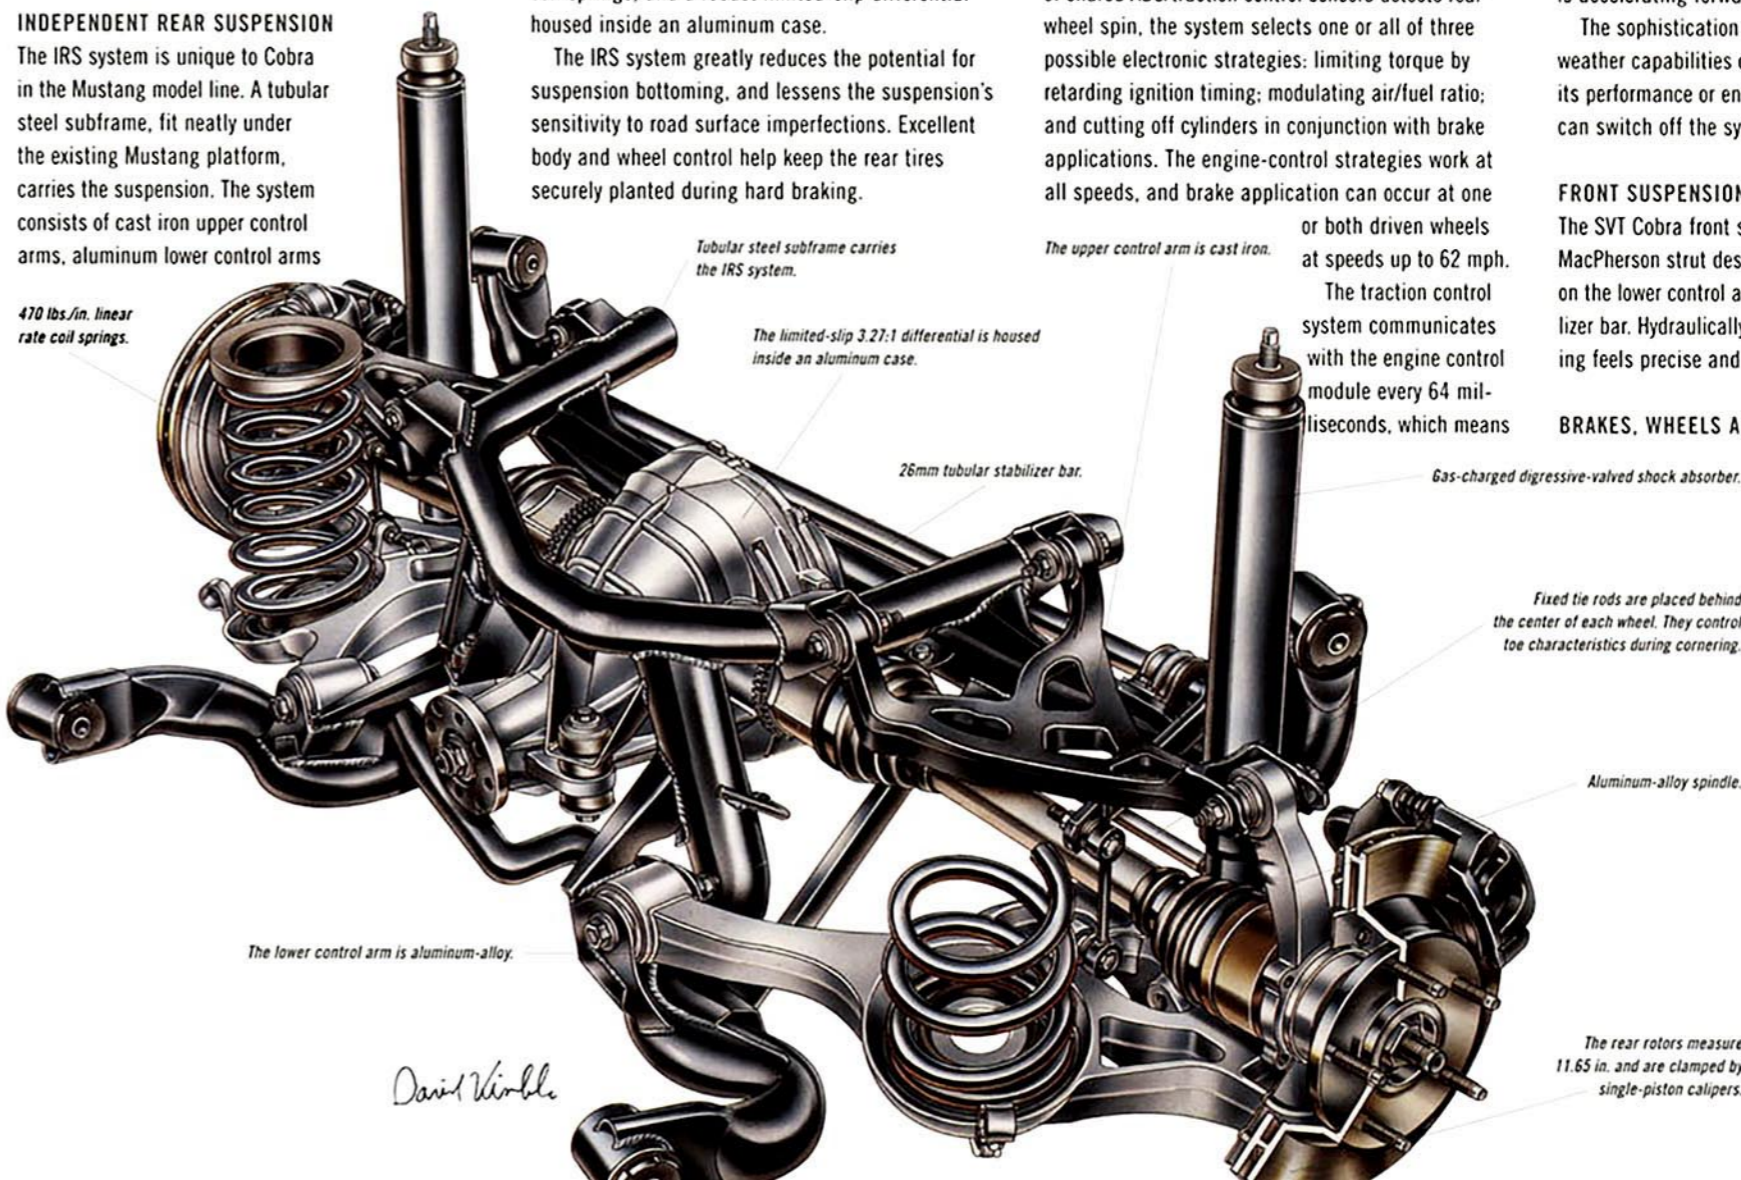 INDEPENDENT REAR SUSPENSION
The IRS system is unique to Cobra
in the Mustang model line. A tubular
steel subframe, fit neatly under
the existing Mustang platform,
carries the suspension. The system
consists of cast iron upper control
arms, aluminum lower control arms
housed inside an aluminum case.
The IRS system greatly reduces the potential for
suspension bottoming, and lessens the suspension's
sensitivity to road surface imperfections. Excellent
body and wheel control help keep the rear tires
securely planted during hard braking.
wheel spin, the system selects one or all of three
possible electronic strategies: limiting torque by
retarding ignition timing; modulating air/fuel ratio;
and cutting off cylinders in conjunction with brake
applications. The engine-control strategies work at
all speeds, and brake application can occur at one
or both driven wheels
at speeds up to 62 mph.
The traction control
system communicates
with the engine control
module every 64 mil-
liseconds, which means
The sophistication
weather capabilities
its performance or
can switch off the
FRONT SUSPENSION
The SVT Cobra front
MacPherson strut
on the lower control
lizer bar. Hydraulically
ing feels precise and
BRAKES, WHEELS
470 lbs./in. linear
rate coil springs.
Tubular steel subframe carries
the IRS system.
The limited-slip 3.27:1 differential is housed
inside an aluminum case.
The upper control arm is cast iron.
26mm tubular stabilizer bar.
Gas-charged digressive-valved shock absorber.
Fixed tie rods are placed behind
the center of each wheel. They control
toe characteristics during cornering.
Aluminum-alloy spindle.
The lower control arm is aluminum-alloy.
The rear rotors measure
11.65 in. and are clamped by
single-piston calipers.
David Kimble